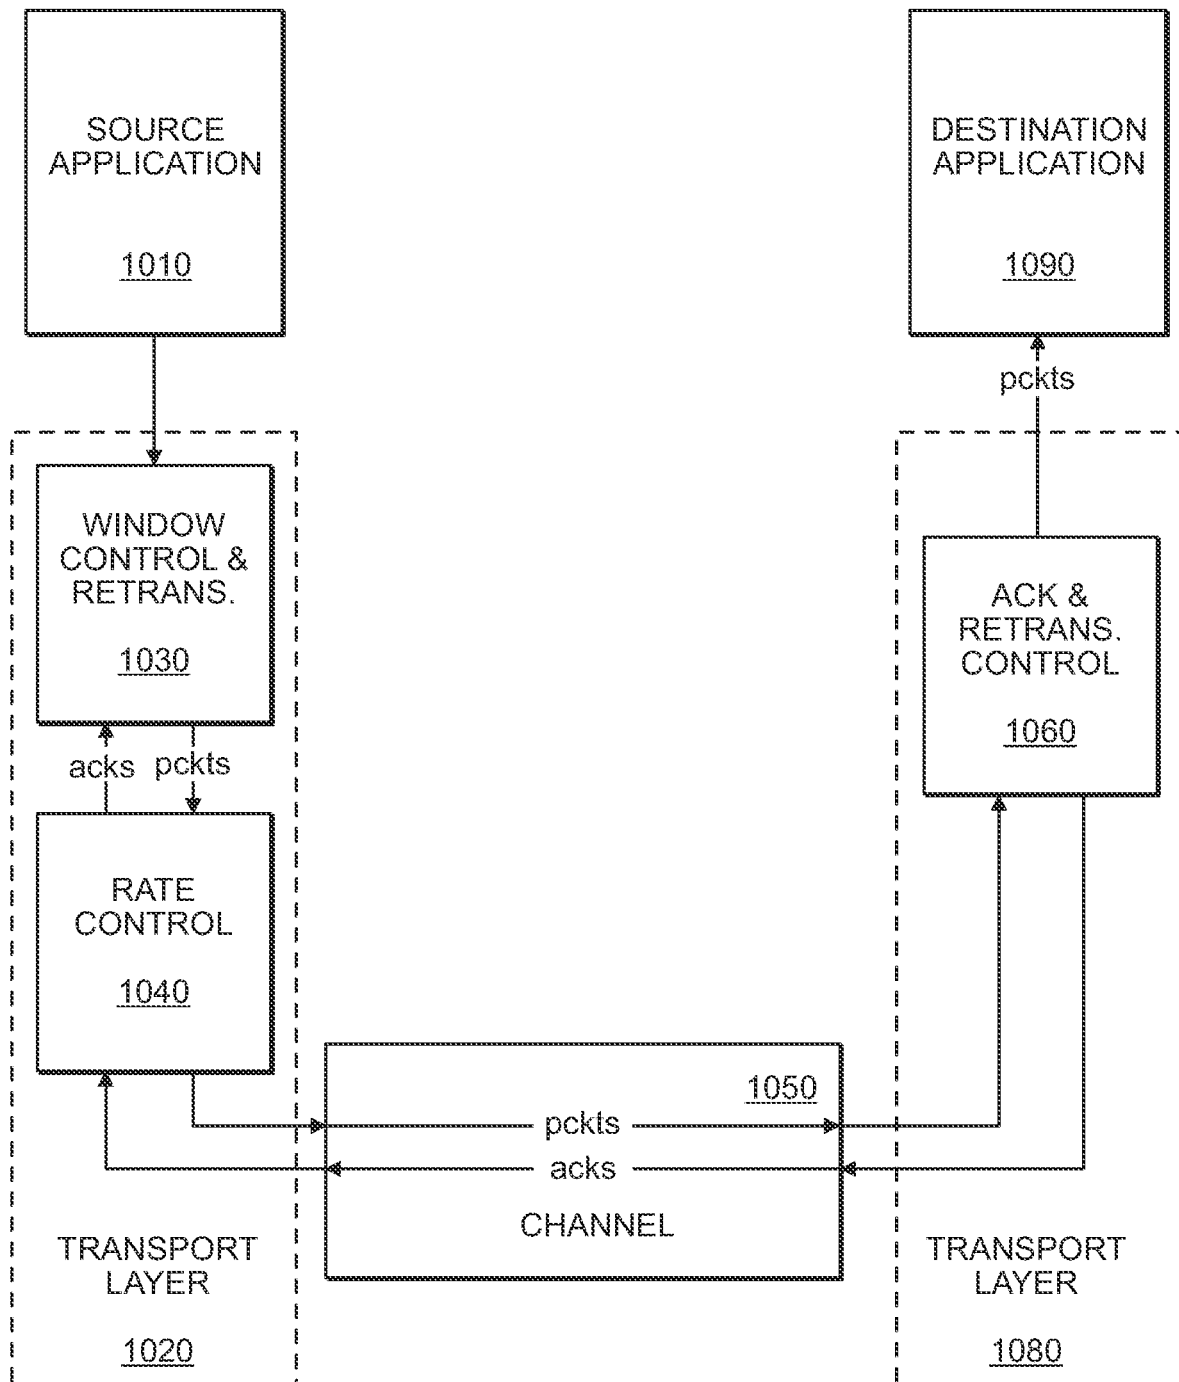 SOURCE
APPLICATION
1010
DESTINATION
APPLICATION
1090
pckts
WINDOW
CONTROL &
RETRANS.
1030
acks
pckts
RATE
CONTROL
1040
ACK &
RETRANS.
CONTROL
1060
1050
pckts
acks
CHANNEL
TRANSPORT
LAYER
1020
TRANSPORT
LAYER
1080